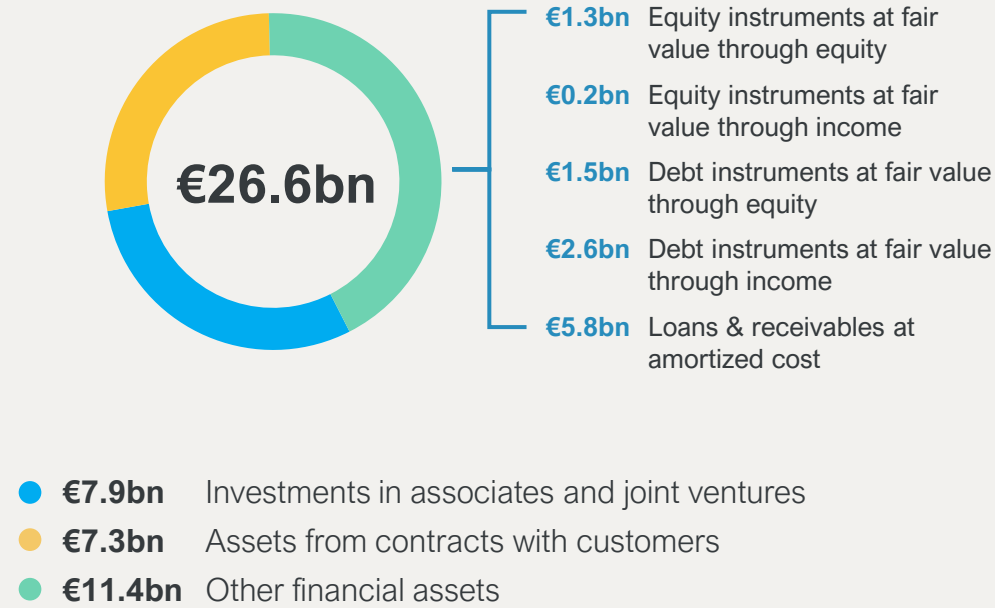 €26.6bn
€1.3bn Equity instruments at fair
value through equity
€0.2bn Equity instruments at fair
value through income
€1.5bn Debt instruments at fair value
through equity
€2.6bn Debt instruments at fair value
through income
€5.8bn Loans & receivables at
amortized cost
€7.9bn Investments in associates and joint ventures
€7.3bn Assets from contracts with customers
€11.4bn Other financial assets